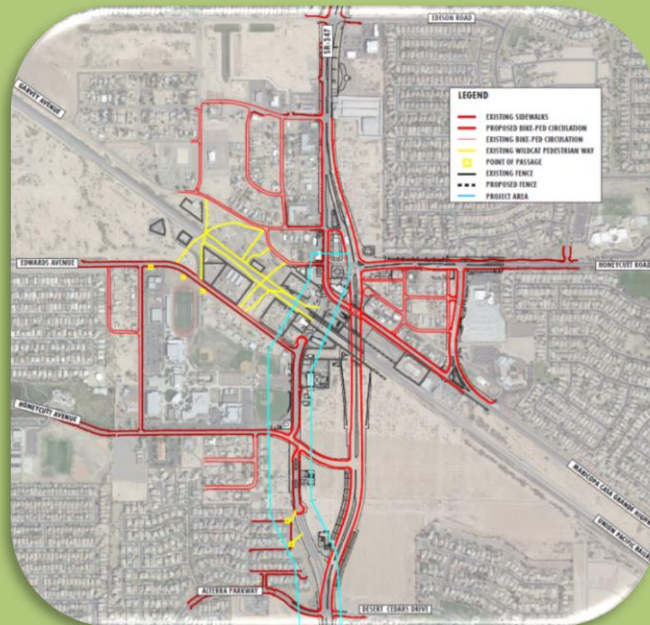 EDISON ROAD
SR-347
GARVEY AVENUE
LEGEND
EXISTING SIDEWALKS
PROPOSED BIKE-PED CIRCULATION
EXISTING BIKE-PED CIRCULATION
EXISTING WILDCAT PEDESTRIAN WAY
POINT OF PASSAGE
EXISTING FENCE
PROPOSED FENCE
PROJECT AREA
EDWARDS AVENUE
HONEYCUTT ROAD
HONEYCUTT AVENUE
MARICOPA CASA GRANDE HIGHWAY
UNION PACIFIC
ALTERRA PARKWAY
DESERT CEDARS DRIVE